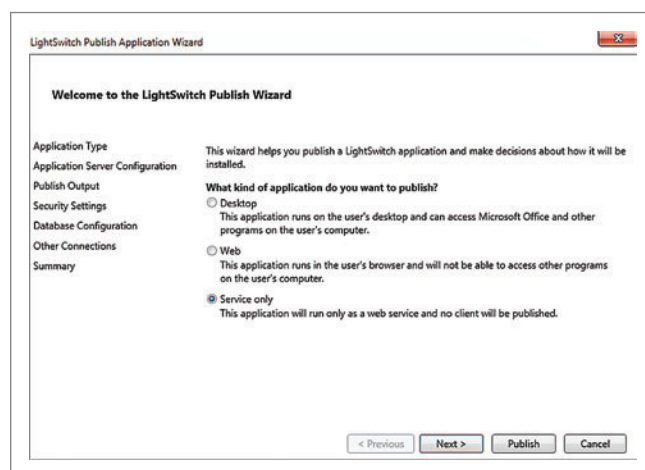 LightSwitch Publish Application Wizard
Welcome to the LightSwitch Publish Wizard
Application Type
Application Server Configuration
Publish Output
Security Settings
Database Configuration
Other Connections
Summary
This wizard helps you publish a LightSwitch application and make decisions about how it will be
installed.
What kind of application do you want to publish?
Desktop
This application runs on the user's desktop and can access Microsoft Office and other
programs on the user's computer.
Web
This application runs in the user's browser and will not be able to access other programs
on the user's computer.
Service only
This application will run only as a web service and no client will be published.
< Previous
Next >
Publish
Cancel